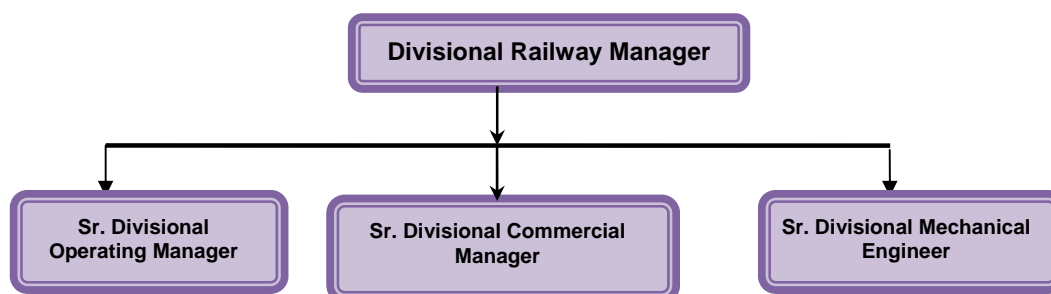 Divisional Railway Manager
Sr. Divisional
Operating Manager
Sr. Divisional Commercial
Manager
Sr. Divisional Mechanical
Engineer